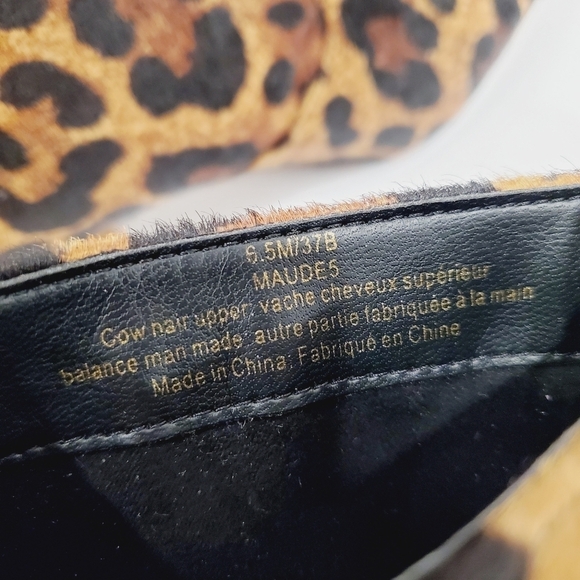 6.5M/37B
MAUDE5
Cow hair upper; vache cheveux supérieur
balance man made autre partie fabriquée à la main
Made in China; Fabriqué en Chine